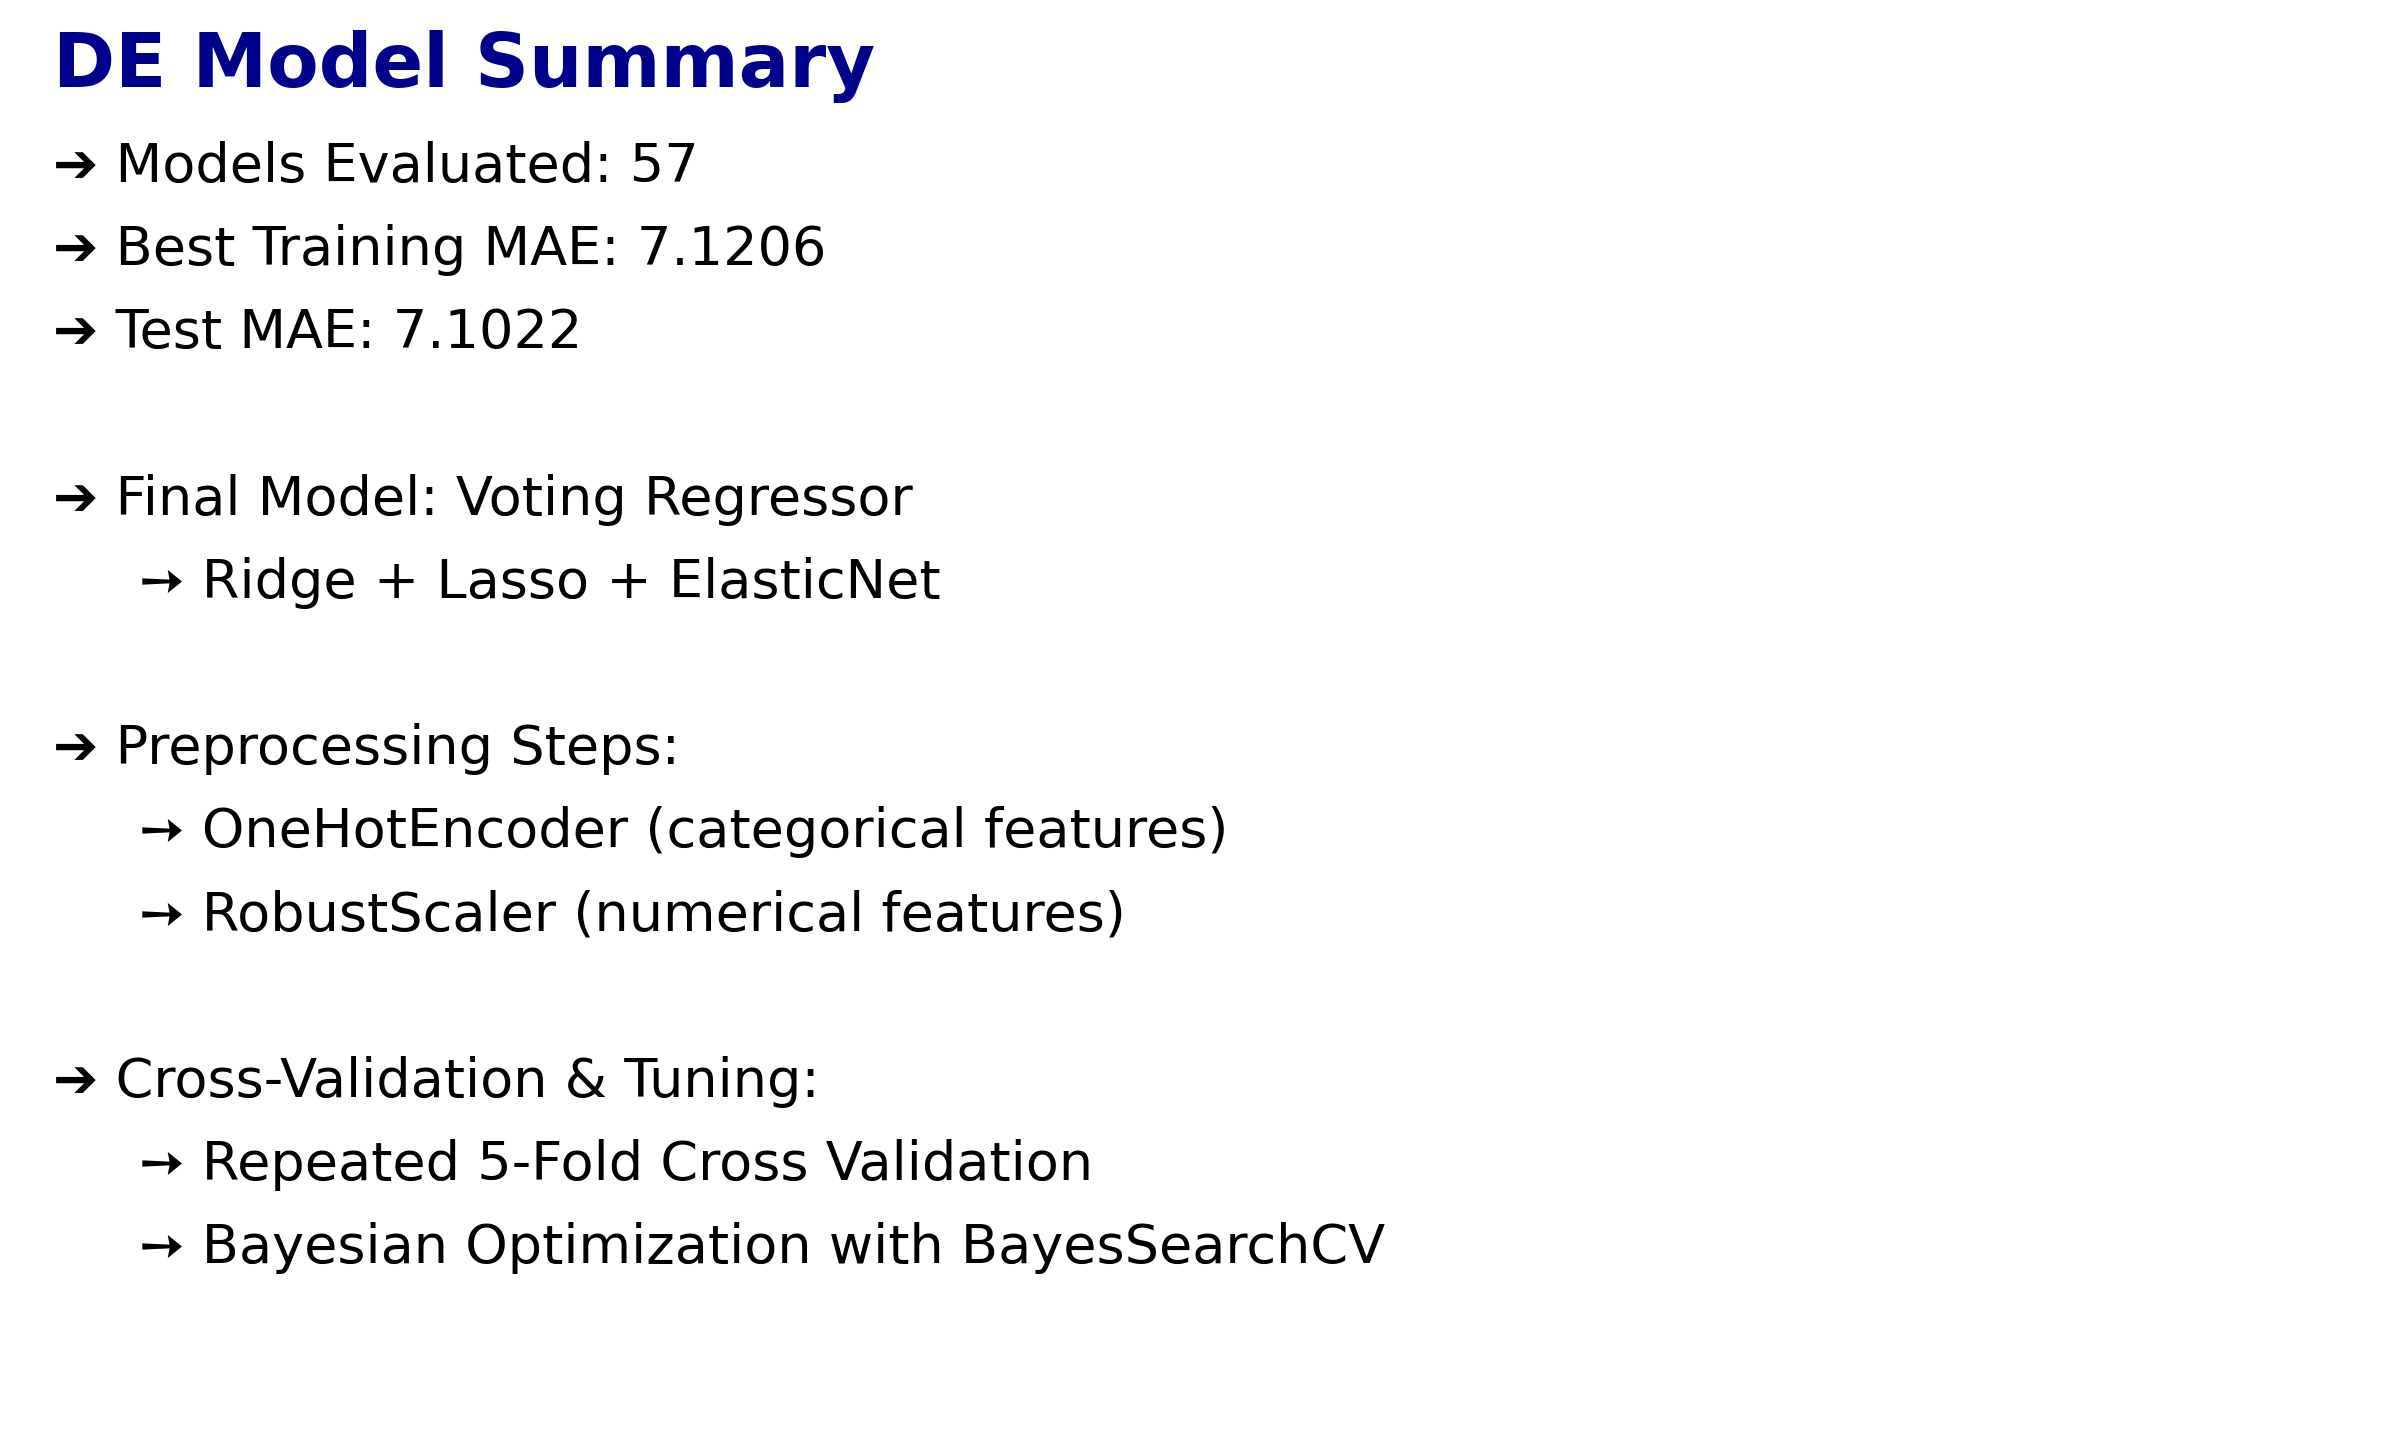 DE Model Summary
➔ Models Evaluated: 57
➔ Best Training MAE: 7.1206
➔ Test MAE: 7.1022
➔ Final Model: Voting Regressor
➙ Ridge + Lasso + ElasticNet
➔ Preprocessing Steps:
➙ OneHotEncoder (categorical features)
➙ RobustScaler (numerical features)
➔ Cross-Validation & Tuning:
➙ Repeated 5-Fold Cross Validation
➙ Bayesian Optimization with BayesSearchCV